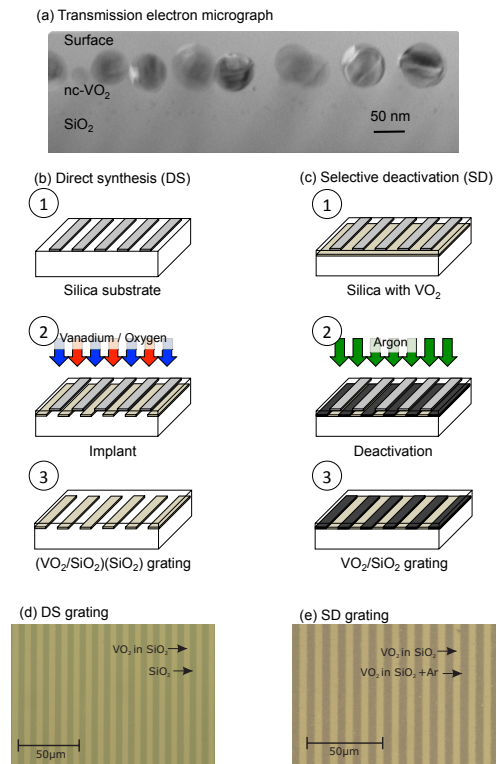 (a) Transmission electron micrograph
Surface
nc-VO₂
SiO₂
50 nm
(b) Direct synthesis (DS)
(c) Selective deactivation (SD)
1
1
Silica substrate
Silica with VO₂
2
Vanadium / Oxygen
2
Argon
Implant
Deactivation
3
3
(VO₂/SiO₂)(SiO₂) grating
VO₂/SiO₂ grating
(d) DS grating
(e) SD grating
VO₂ in SiO₂
SiO₂
50μm
VO₂ in SiO₂
VO₂ in SiO₂ +Ar
50μm